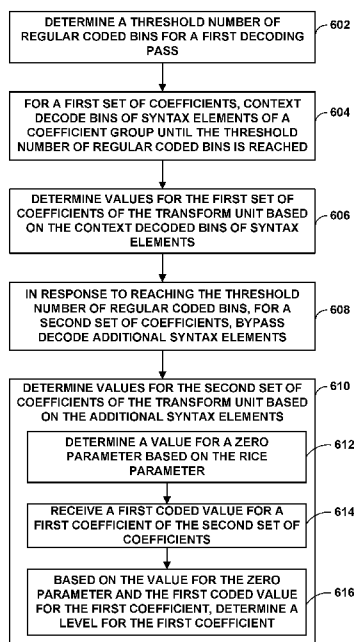 DETERMINE A THRESHOLD NUMBER OF
REGULAR CODED BINS FOR A FIRST DECODING
PASS
602
FOR A FIRST SET OF COEFFICIENTS, CONTEXT
DECODE BINS OF SYNTAX ELEMENTS OF A
COEFFICIENT GROUP UNTIL THE THRESHOLD
NUMBER OF REGULAR CODED BINS IS REACHED
604
DETERMINE VALUES FOR THE FIRST SET OF
COEFFICIENTS OF THE TRANSFORM UNIT BASED
ON THE CONTEXT DECODED BINS OF SYNTAX
ELEMENTS
606
IN RESPONSE TO REACHING THE THRESHOLD
NUMBER OF REGULAR CODED BINS, FOR A
SECOND SET OF COEFFICIENTS, BYPASS
DECODE ADDITIONAL SYNTAX ELEMENTS
608
DETERMINE VALUES FOR THE SECOND SET OF
COEFFICIENTS OF THE TRANSFORM UNIT BASED
ON THE ADDITIONAL SYNTAX ELEMENTS
610
DETERMINE A VALUE FOR A ZERO
PARAMETER BASED ON THE RICE
PARAMETER
612
RECEIVE A FIRST CODED VALUE FOR A
FIRST COEFFICIENT OF THE SECOND SET OF
COEFFICIENTS
614
BASED ON THE VALUE FOR THE ZERO
PARAMETER AND THE FIRST CODED VALUE
FOR THE FIRST COEFFICIENT, DETERMINE A
LEVEL FOR THE FIRST COEFFICIENT
616